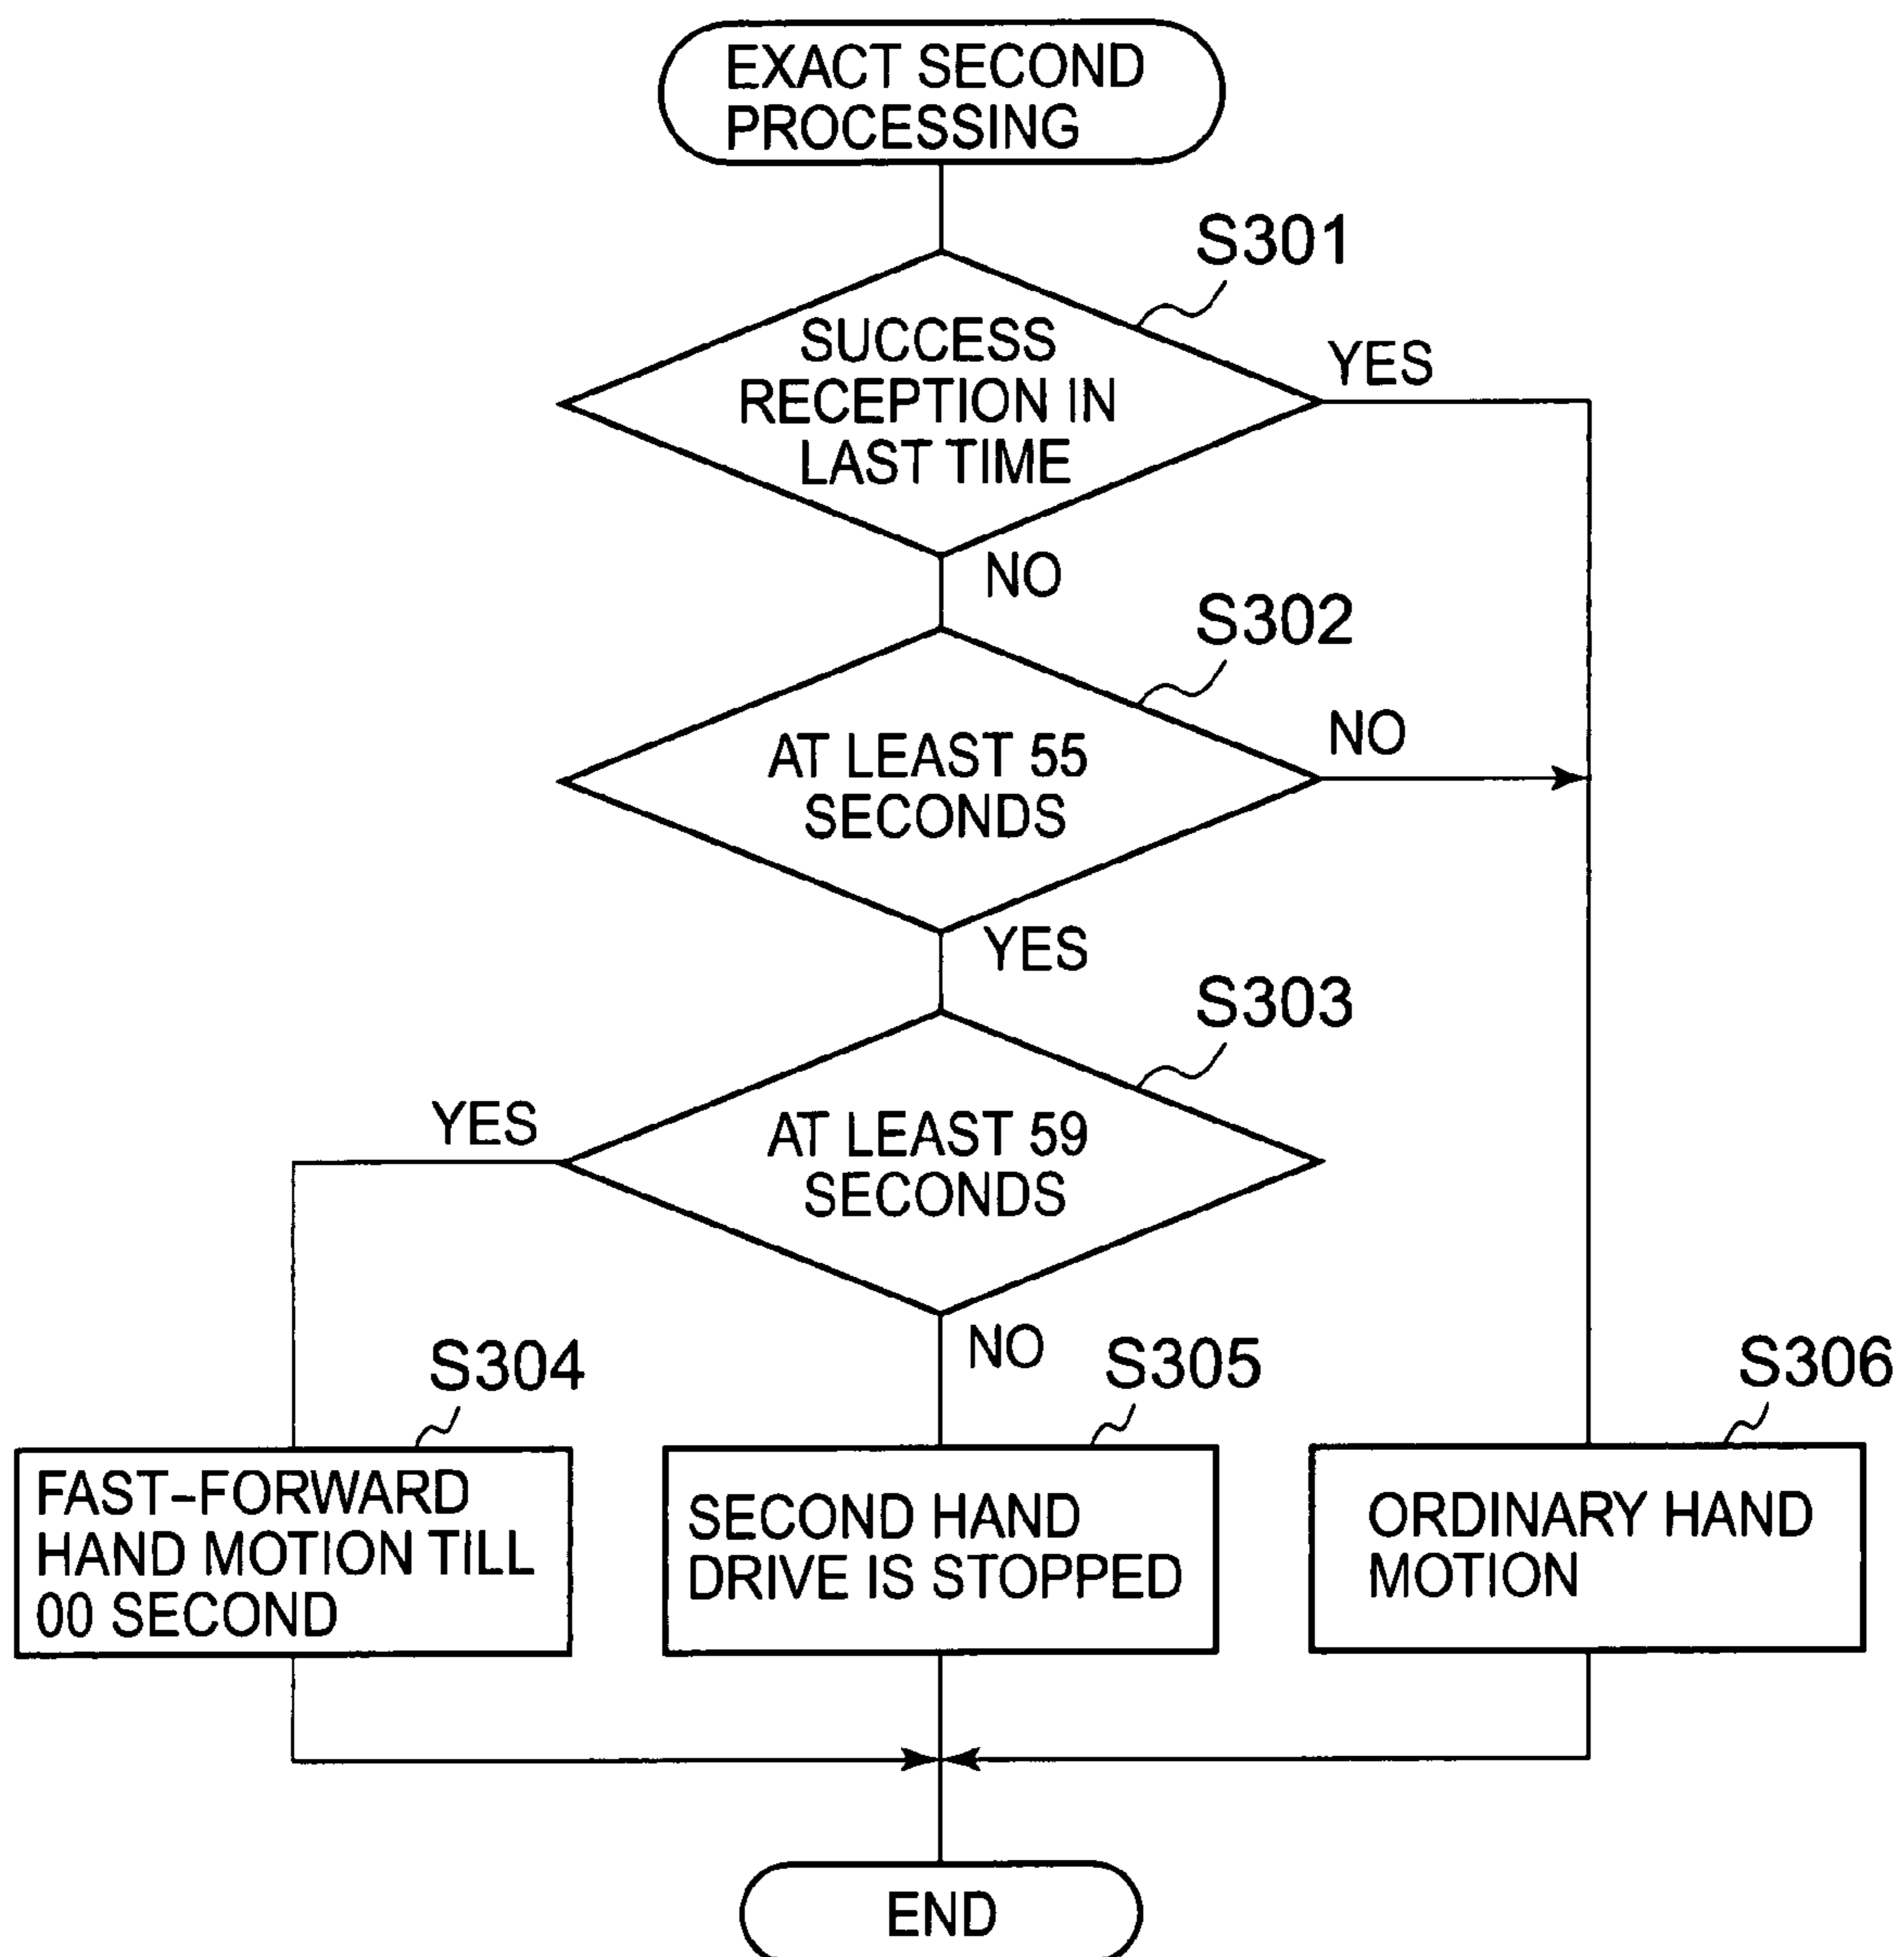 EXACT SECOND
PROCESSING
S301
SUCCESS
RECEPTION IN
LAST TIME
YES
NO
S302
AT LEAST 55
SECONDS
NO
YES
S303
AT LEAST 59
SECONDS
YES
NO
S304
FAST-FORWARD
HAND MOTION TILL
00 SECOND
S305
SECOND HAND
DRIVE IS STOPPED
S306
ORDINARY HAND
MOTION
END